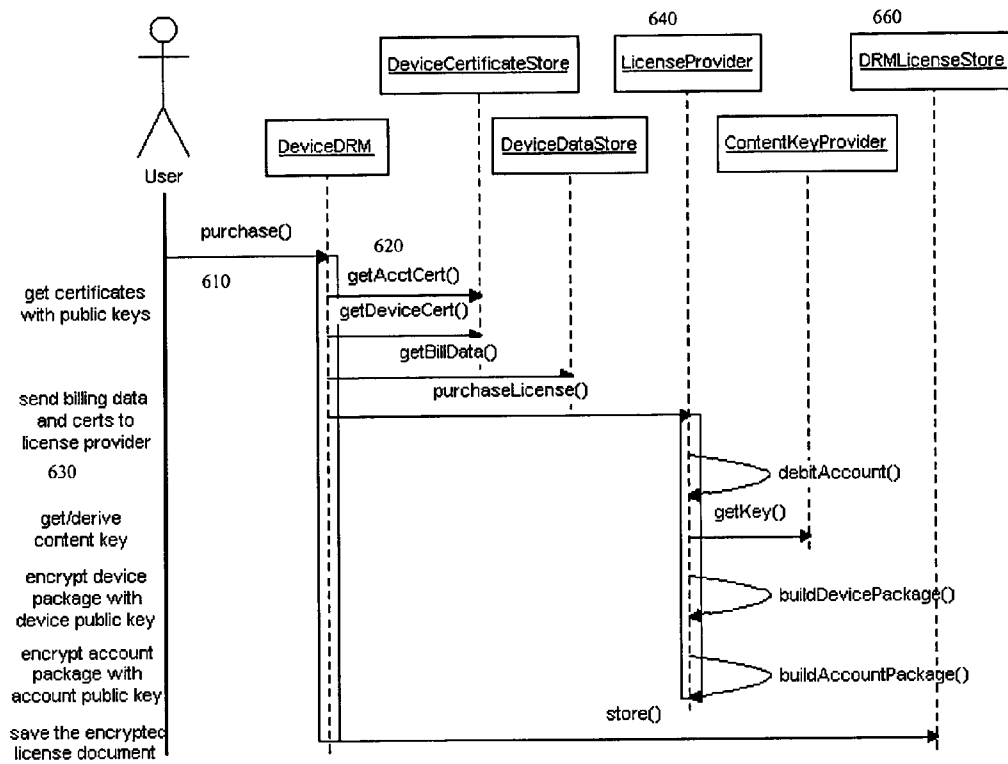 640
660
DeviceCertificateStore
LicenseProvider
DRMLicenseStore
DeviceDRM
DeviceDataStore
ContentKeyProvider
User
purchase()
620
610
getAcctCert()
get certificates
with public keys
getDeviceCert()
getBillData()
purchaseLicense()
send billing data
and certs to
license provider
630
debitAccount()
getKey()
get/derive
content key
encrypt device
package with
device public key
buildDevicePackage()
encrypt account
package with
account public key
buildAccountPackage()
store()
save the encrypted
license document